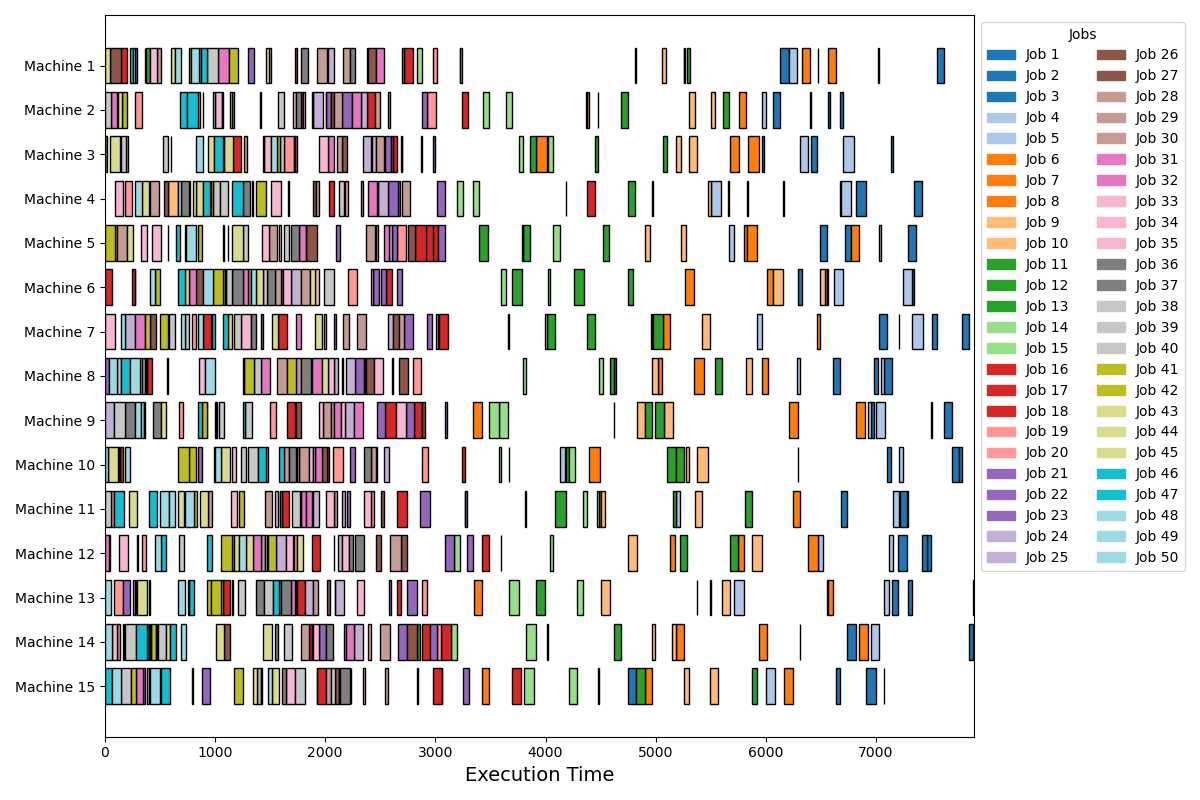 Machine 1
Machine 2
Machine 3
Machine 4
Machine 5
Machine 6
Machine 7
Machine 8
Machine 9
Machine 10
Machine 11
Machine 12
Machine 13
Machine 14
Machine 15
0 1000 2000 3000 4000 5000 6000 7000
Execution Time
Jobs
Job 1 Job 26
Job 2 Job 27
Job 3 Job 28
Job 4 Job 29
Job 5 Job 30
Job 6 Job 31
Job 7 Job 32
Job 8 Job 33
Job 9 Job 34
Job 10 Job 35
Job 11 Job 36
Job 12 Job 37
Job 13 Job 38
Job 14 Job 39
Job 15 Job 40
Job 16 Job 41
Job 17 Job 42
Job 18 Job 43
Job 19 Job 44
Job 20 Job 45
Job 21 Job 46
Job 22 Job 47
Job 23 Job 48
Job 24 Job 49
Job 25 Job 50